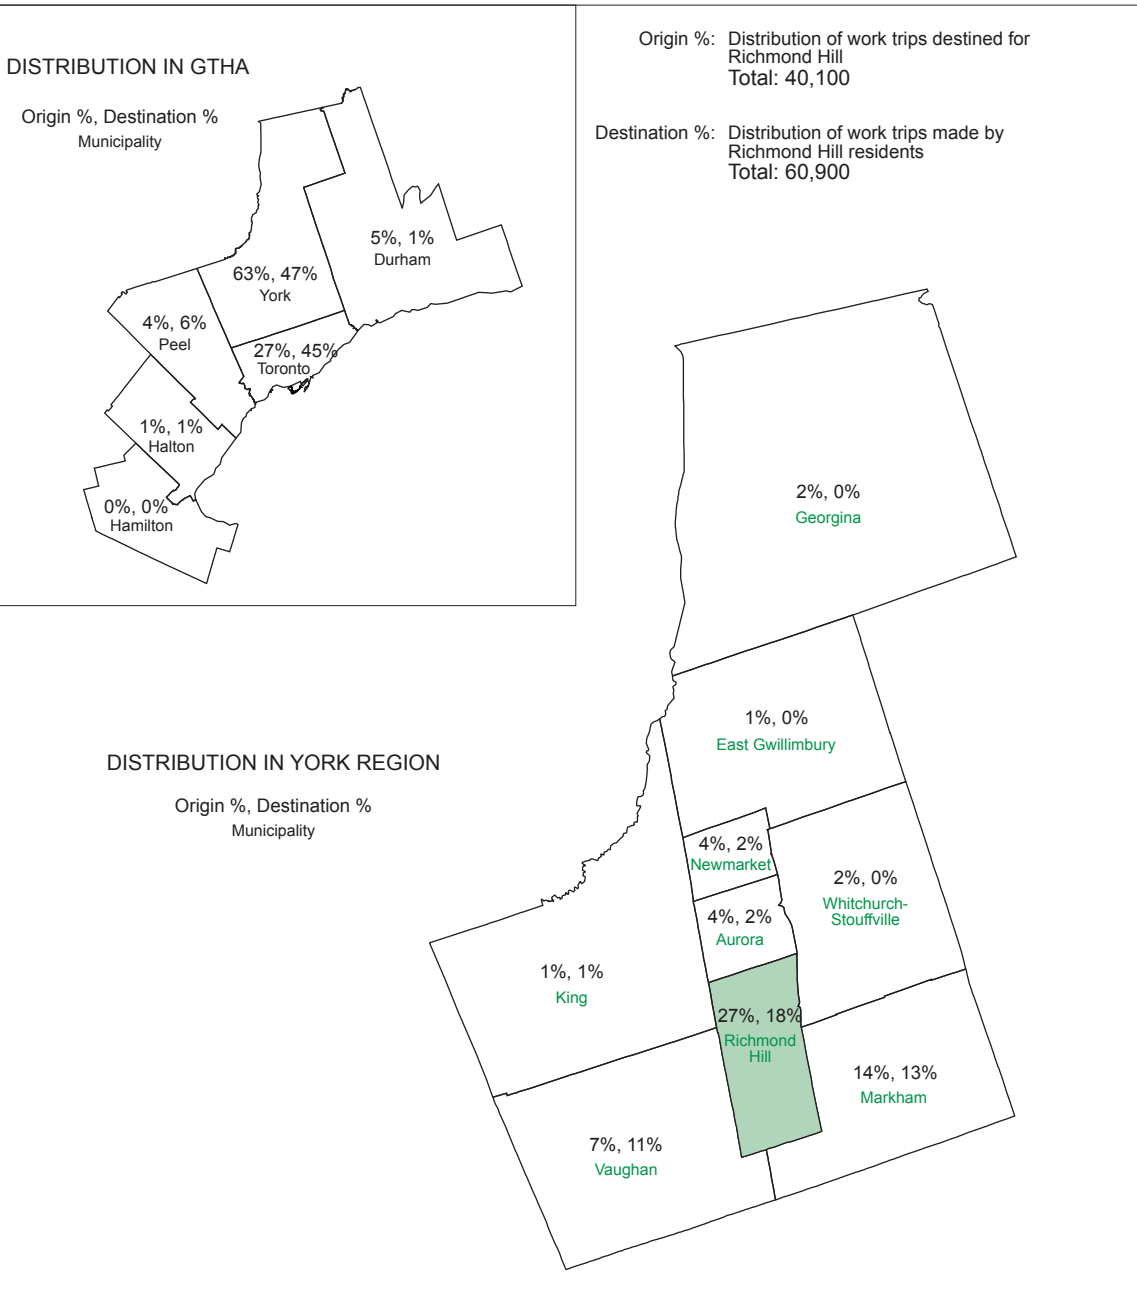 DISTRIBUTION IN GTHA
Origin %, Destination %
Municipality
5%, 1%
Durham
63%, 47%
York
4%, 6%
Peel
27%, 45%
Toronto
1%, 1%
Halton
0%, 0%
Hamilton
Origin %: Distribution of work trips destined for
Richmond Hill
Total: 40,100
Destination %: Distribution of work trips made by
Richmond Hill residents
Total: 60,900
DISTRIBUTION IN YORK REGION
Origin %, Destination %
Municipality
2%, 0%
Georgina
1%, 0%
East Gwillimbury
4%, 2%
Newmarket
2%, 0%
Whitchurch-
Stouffville
4%, 2%
Aurora
1%, 1%
King
27%, 18%
Richmond
Hill
14%, 13%
Markham
7%, 11%
Vaughan